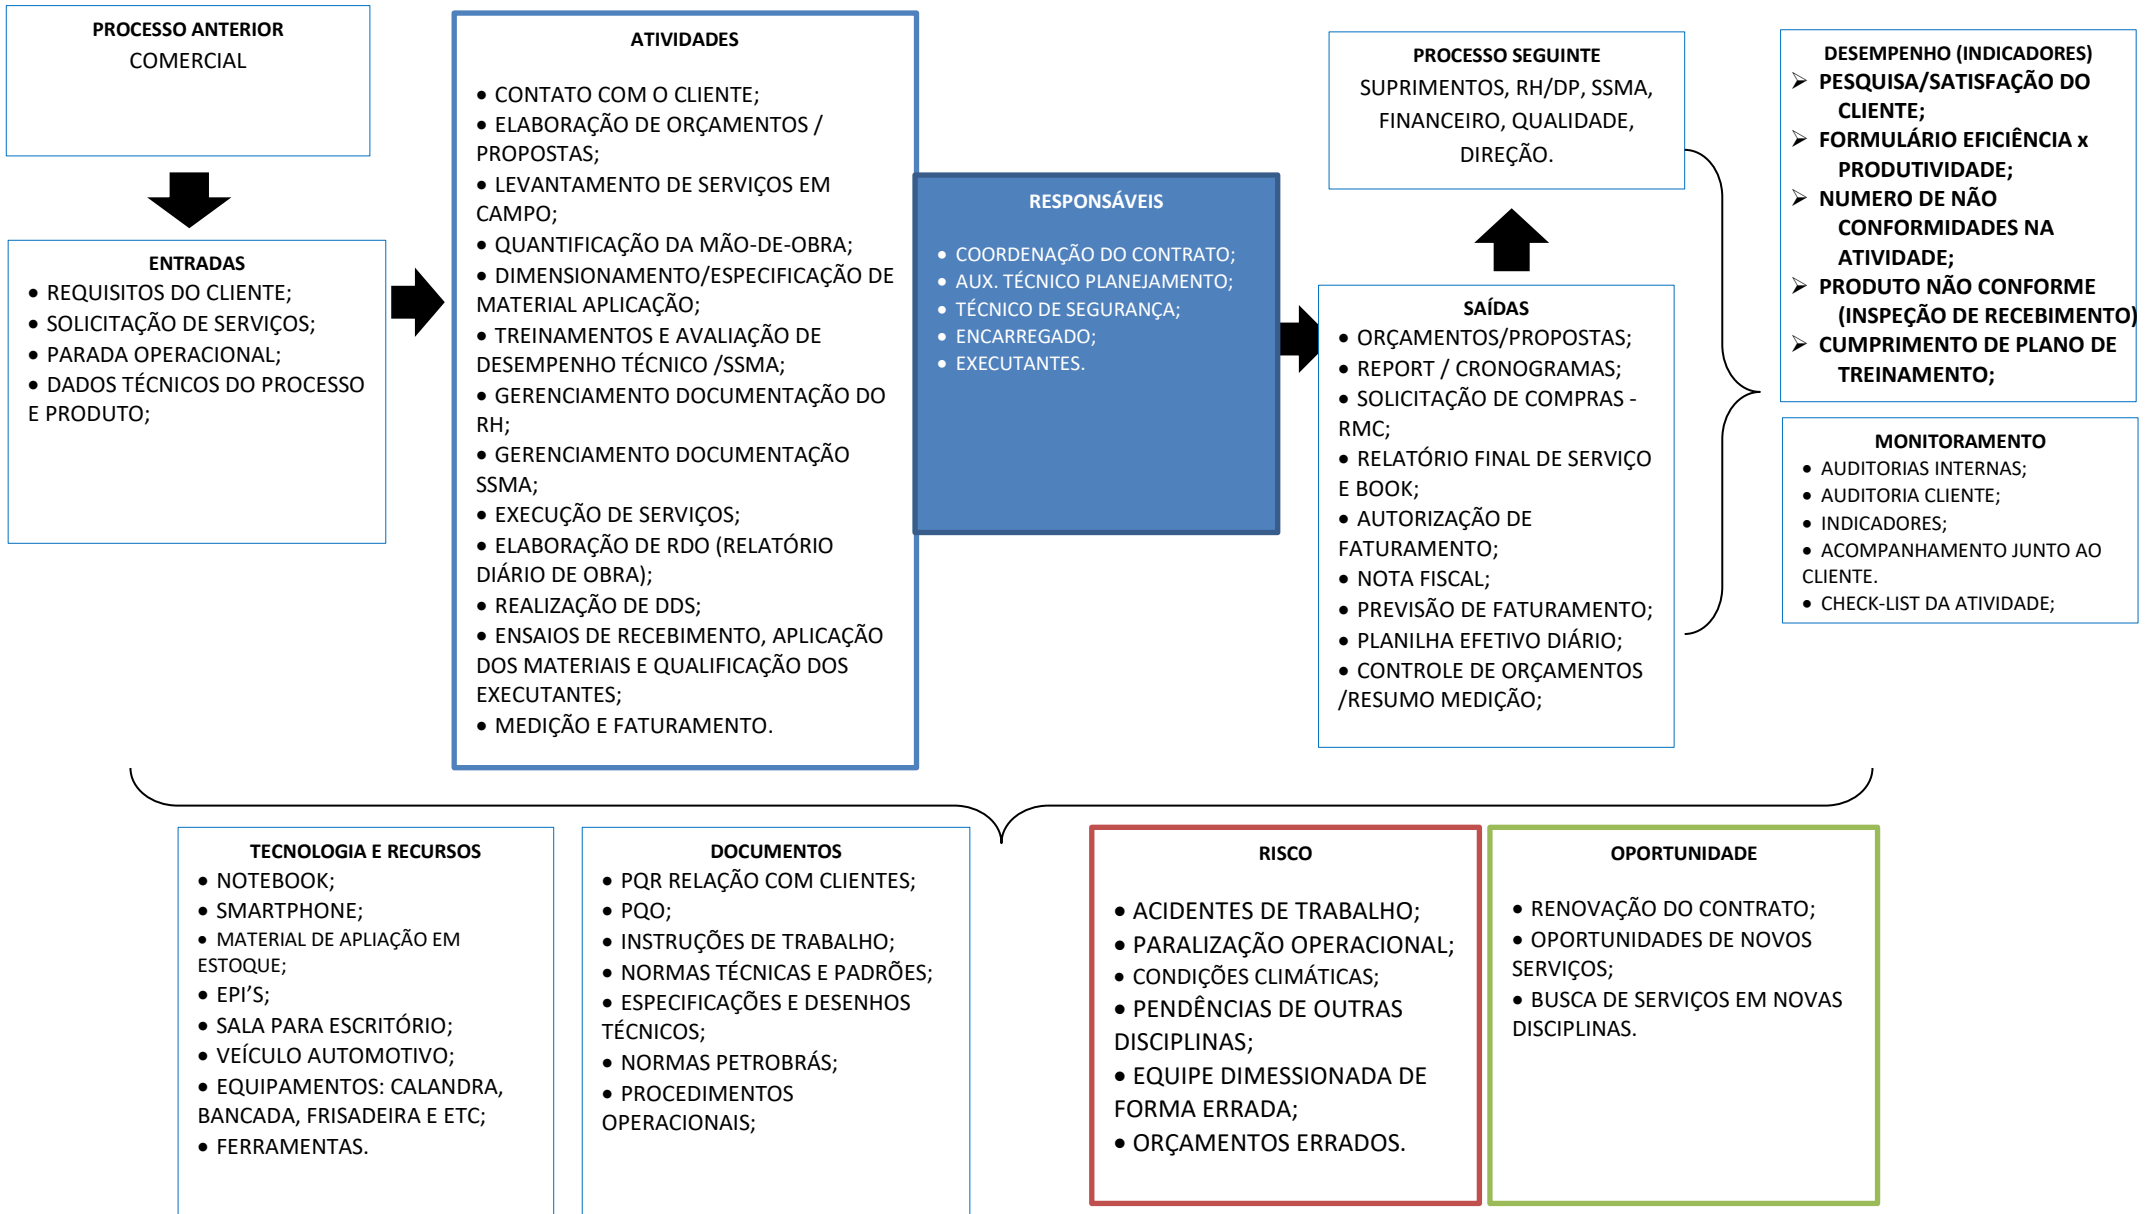 PROCESSO ANTERIOR
COMERCIAL
ENTRADAS
• REQUISITOS DO CLIENTE;
• SOLICITAÇÃO DE SERVIÇOS;
• PARADA OPERACIONAL;
• DADOS TÉCNICOS DO PROCESSO
E PRODUTO;
ATIVIDADES
• CONTATO COM O CLIENTE;
• ELABORAÇÃO DE ORÇAMENTOS /
PROPOSTAS;
• LEVANTAMENTO DE SERVIÇOS EM
CAMPO;
• QUANTIFICAÇÃO DA MÃO-DE-OBRA;
• DIMENSIONAMENTO/ESPECIFICAÇÃO DE
MATERIAL APLICAÇÃO;
• TREINAMENTOS E AVALIAÇÃO DE
DESEMPENHO TÉCNICO /SSMA;
• GERENCIAMENTO DOCUMENTAÇÃO DO
RH;
• GERENCIAMENTO DOCUMENTAÇÃO
SSMA;
• EXECUÇÃO DE SERVIÇOS;
• ELABORAÇÃO DE RDO (RELATÓRIO
DIÁRIO DE OBRA);
• REALIZAÇÃO DE DDS;
• ENSAIOS DE RECEBIMENTO, APLICAÇÃO
DOS MATERIAIS E QUALIFICAÇÃO DOS
EXECUTANTES;
• MEDIÇÃO E FATURAMENTO.
RESPONSÁVEIS
• COORDENAÇÃO DO CONTRATO;
• AUX. TÉCNICO PLANEJAMENTO;
• TÉCNICO DE SEGURANÇA;
• ENCARREGADO;
• EXECUTANTES.
PROCESSO SEGUINTE
SUPRIMENTOS, RH/DP, SSMA,
FINANCEIRO, QUALIDADE,
DIREÇÃO.
SAÍDAS
• ORÇAMENTOS/PROPOSTAS;
• REPORT / CRONOGRAMAS;
• SOLICITAÇÃO DE COMPRAS -
RMC;
• RELATÓRIO FINAL DE SERVIÇO
E BOOK;
• AUTORIZAÇÃO DE
FATURAMENTO;
• NOTA FISCAL;
• PREVISÃO DE FATURAMENTO;
• PLANILHA EFETIVO DIÁRIO;
• CONTROLE DE ORÇAMENTOS
/RESUMO MEDIÇÃO;
DESEMPENHO (INDICADORES)
➢ PESQUISA/SATISFAÇÃO DO
CLIENTE;
➢ FORMULÁRIO EFICIÊNCIA x
PRODUTIVIDADE;
➢ NUMERO DE NÃO
CONFORMIDADES NA
ATIVIDADE;
➢ PRODUTO NÃO CONFORME
(INSPEÇÃO DE RECEBIMENTO)
➢ CUMPRIMENTO DE PLANO DE
TREINAMENTO;
MONITORAMENTO
• AUDITORIAS INTERNAS;
• AUDITORIA CLIENTE;
• INDICADORES;
• ACOMPANHAMENTO JUNTO AO
CLIENTE.
• CHECK-LIST DA ATIVIDADE;
TECNOLOGIA E RECURSOS
• NOTEBOOK;
• SMARTPHONE;
• MATERIAL DE APLIAÇÃO EM
ESTOQUE;
• EPI’S;
• SALA PARA ESCRITÓRIO;
• VEÍCULO AUTOMOTIVO;
• EQUIPAMENTOS: CALANDRA,
BANCADA, FRISADEIRA E ETC;
• FERRAMENTAS.
DOCUMENTOS
• PQR RELAÇÃO COM CLIENTES;
• PQO;
• INSTRUÇÕES DE TRABALHO;
• NORMAS TÉCNICAS E PADRÕES;
• ESPECIFICAÇÕES E DESENHOS
TÉCNICOS;
• NORMAS PETROBRÁS;
• PROCEDIMENTOS
OPERACIONAIS;
RISCO
• ACIDENTES DE TRABALHO;
• PARALIZAÇÃO OPERACIONAL;
• CONDIÇÕES CLIMÁTICAS;
• PENDÊNCIAS DE OUTRAS
DISCIPLINAS;
• EQUIPE DIMESSIONADA DE
FORMA ERRADA;
• ORÇAMENTOS ERRADOS.
OPORTUNIDADE
• RENOVAÇÃO DO CONTRATO;
• OPORTUNIDADES DE NOVOS
SERVIÇOS;
• BUSCA DE SERVIÇOS EM NOVAS
DISCIPLINAS.